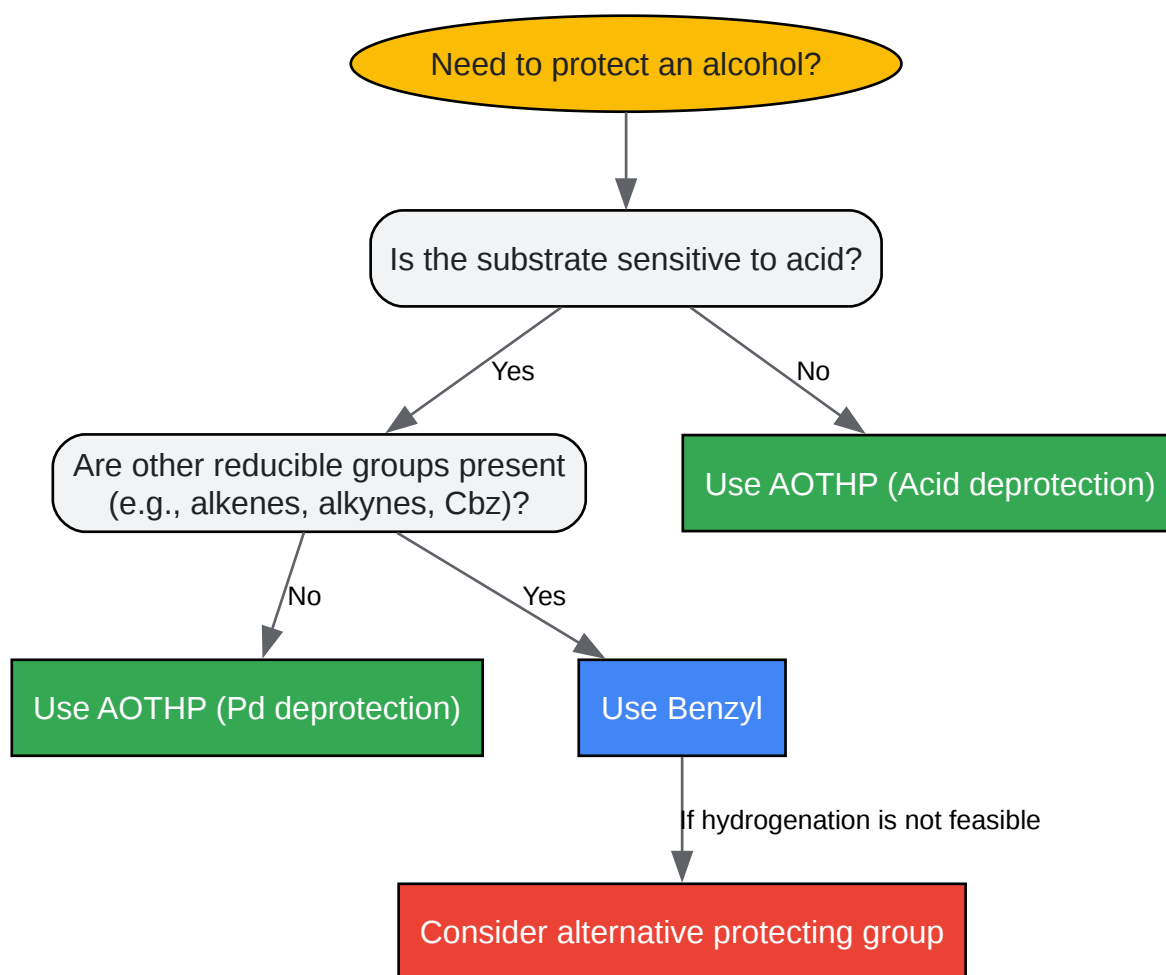 Need to protect an alcohol?
Is the substrate sensitive to acid?
Yes
No
Are other reducible groups present
(e.g., alkenes, alkynes, Cbz)?
Use AOTHP (Acid deprotection)
No
Yes
Use AOTHP (Pd deprotection)
Use Benzyl
If hydrogenation is not feasible
Consider alternative protecting group